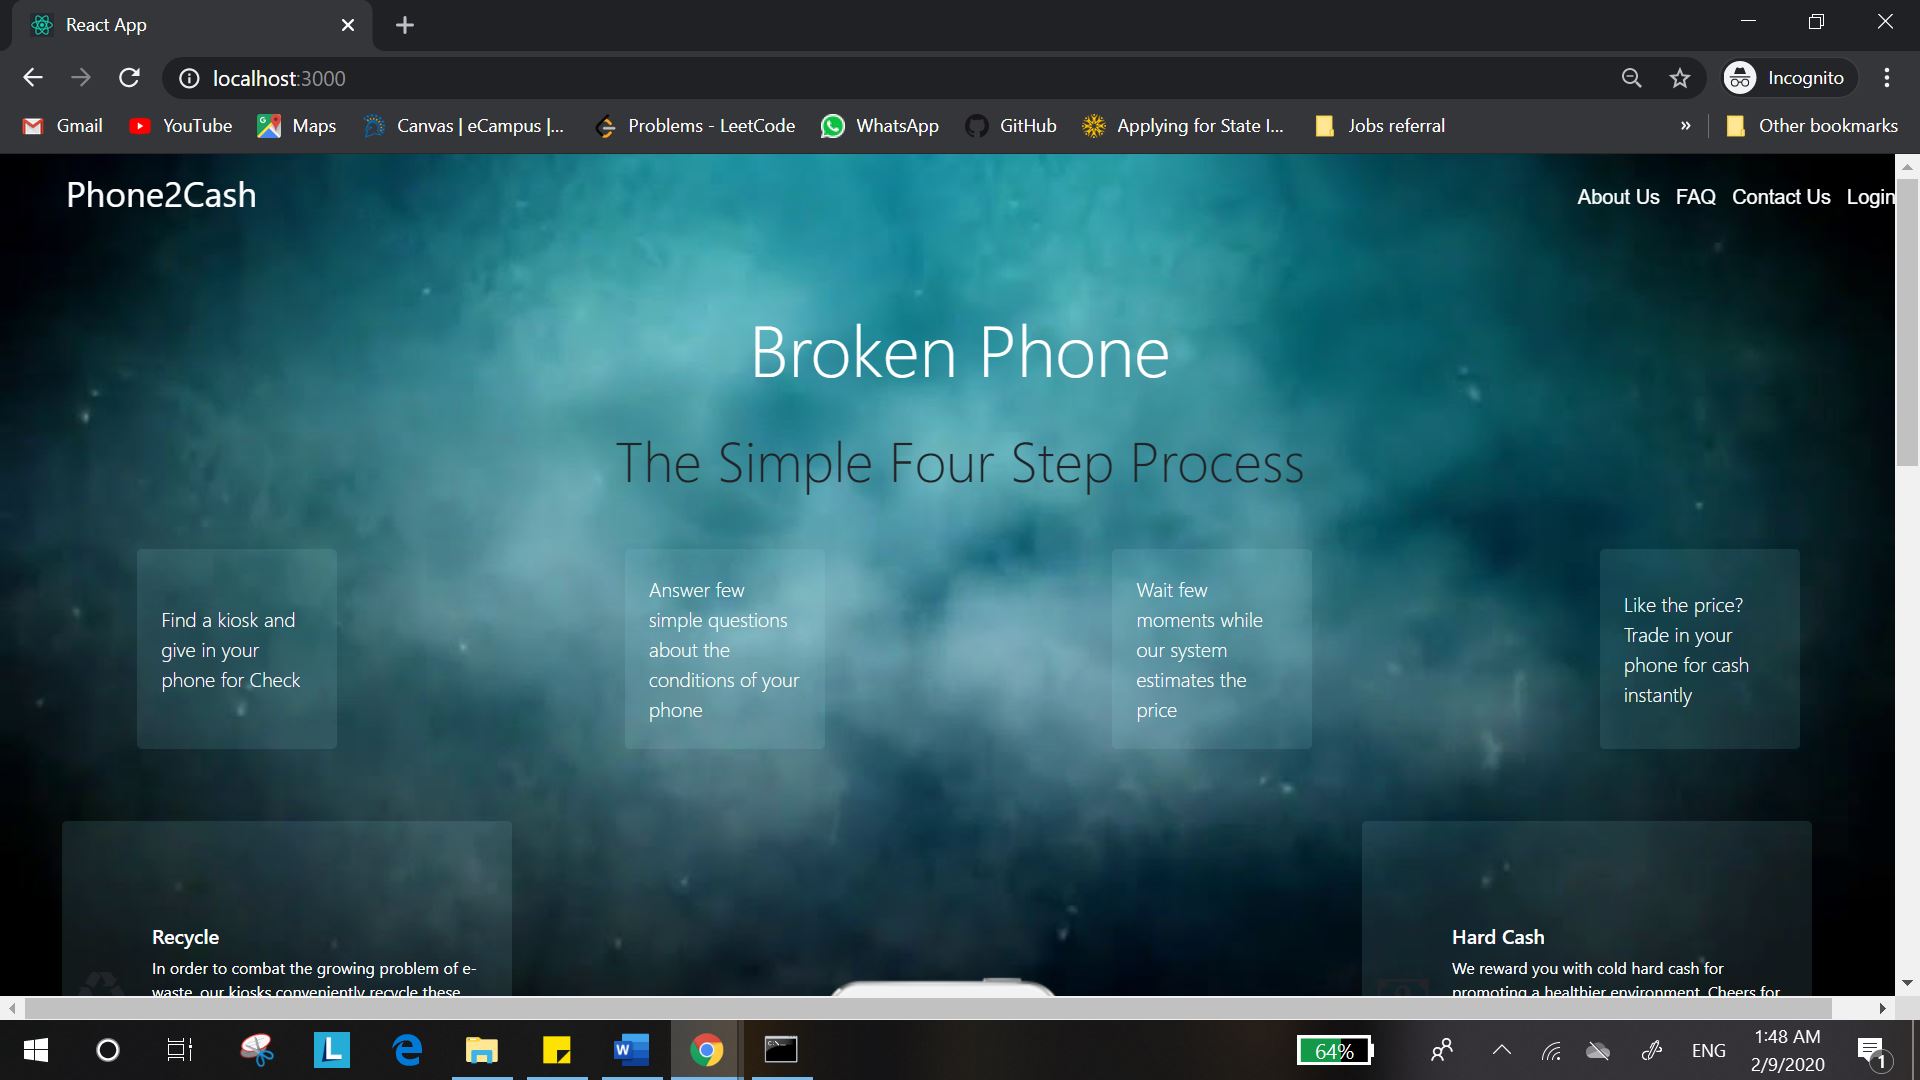 React App
localhost:3000
Incognito
Gmail
YouTube
Maps
Canvas | eCampus |...
Problems - LeetCode
WhatsApp
GitHub
Applying for State I...
Jobs referral
»
Other bookmarks
Phone2Cash
About Us FAQ Contact Us Login
Broken Phone
The Simple Four Step Process
Find a kiosk and
give in your
phone for Check
Answer few
simple questions
about the
conditions of your
phone
Wait few
moments while
our system
estimates the
price
Like the price?
Trade in your
phone for cash
instantly
Recycle
In order to combat the growing problem of e-
waste, our kiosks conveniently recycle these
Hard Cash
We reward you with cold hard cash for
promoting a healthier environment. Cheers for
L
W
C:\
64%
ENG
1:48 AM
2/9/2020
1